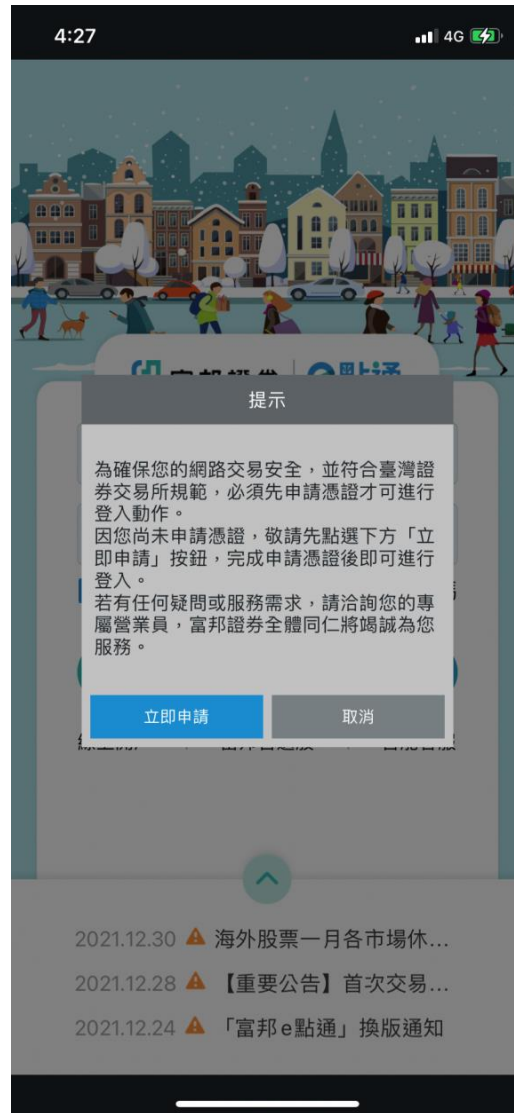 4:27
4G
提示
為確保您的網路交易安全,並符合臺灣證
券交易所規範,必須先申請憑證才可進行
登入動作。
因您尚未申請憑證,敬請先點選下方「立
即申請」按鈕,完成申請憑證後即可進行
登入。
若有任何疑問或服務需求,請洽詢您的專
屬營業員,富邦證券全體同仁將竭誠為您
服務。
立即申請
取消
2021.12.30 海外股票一月各市場休...
2021.12.28 【重要公告】首次交易...
2021.12.24 「富邦e點通」換版通知